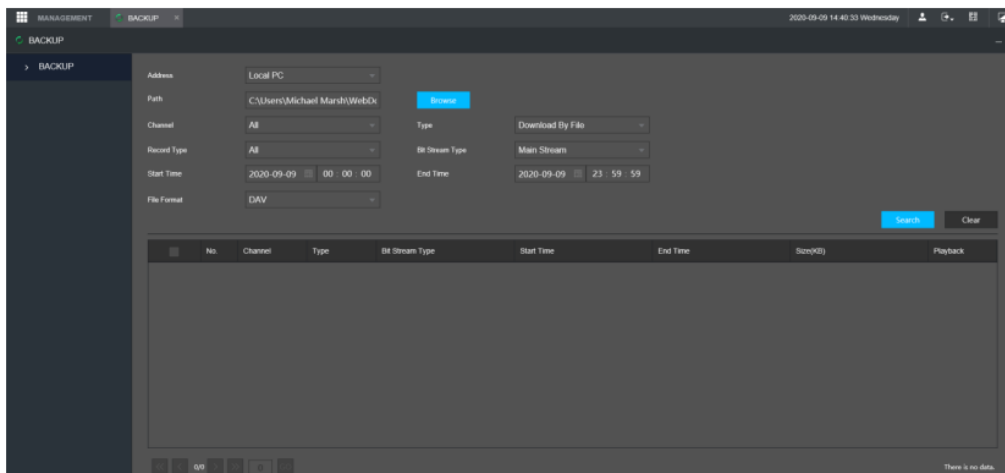 MANAGEMENT BACKUP × 2020-09-09 14:40:33 Wednesday
BACKUP
> BACKUP
Address Local PC
Path C:\Users\Michael Marsh\WebDo Browse
Channel All Type Download By File
Record Type All Bit Stream Type Main Stream
Start Time 2020-09-09 00 : 00 : 00 End Time 2020-09-09 23 : 59 : 59
File Format DAV
Search Clear
No. Channel Type Bit Stream Type Start Time End Time Size(KB) Playback
0/0 0 There is no data.